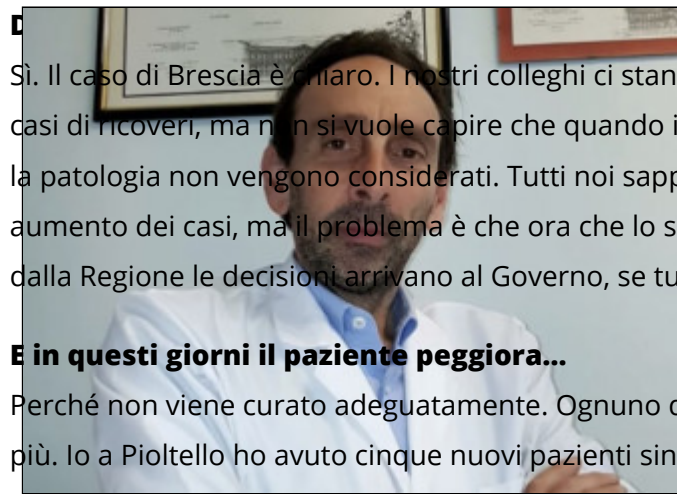 Sì. Il caso di Brescia è chiaro. I nostri colleghi ci stan
casi di ricoveri, ma non si vuole capire che quando i
la patologia non vengono considerati. Tutti noi sapp
aumento dei casi, ma il problema è che ora che lo s
dalla Regione le decisioni arrivano al Governo, se tu
E in questi giorni il paziente peggiora...
Perché non viene curato adeguatamente. Ognuno
più. Io a Pioltello ho avuto cinque nuovi pazienti sin